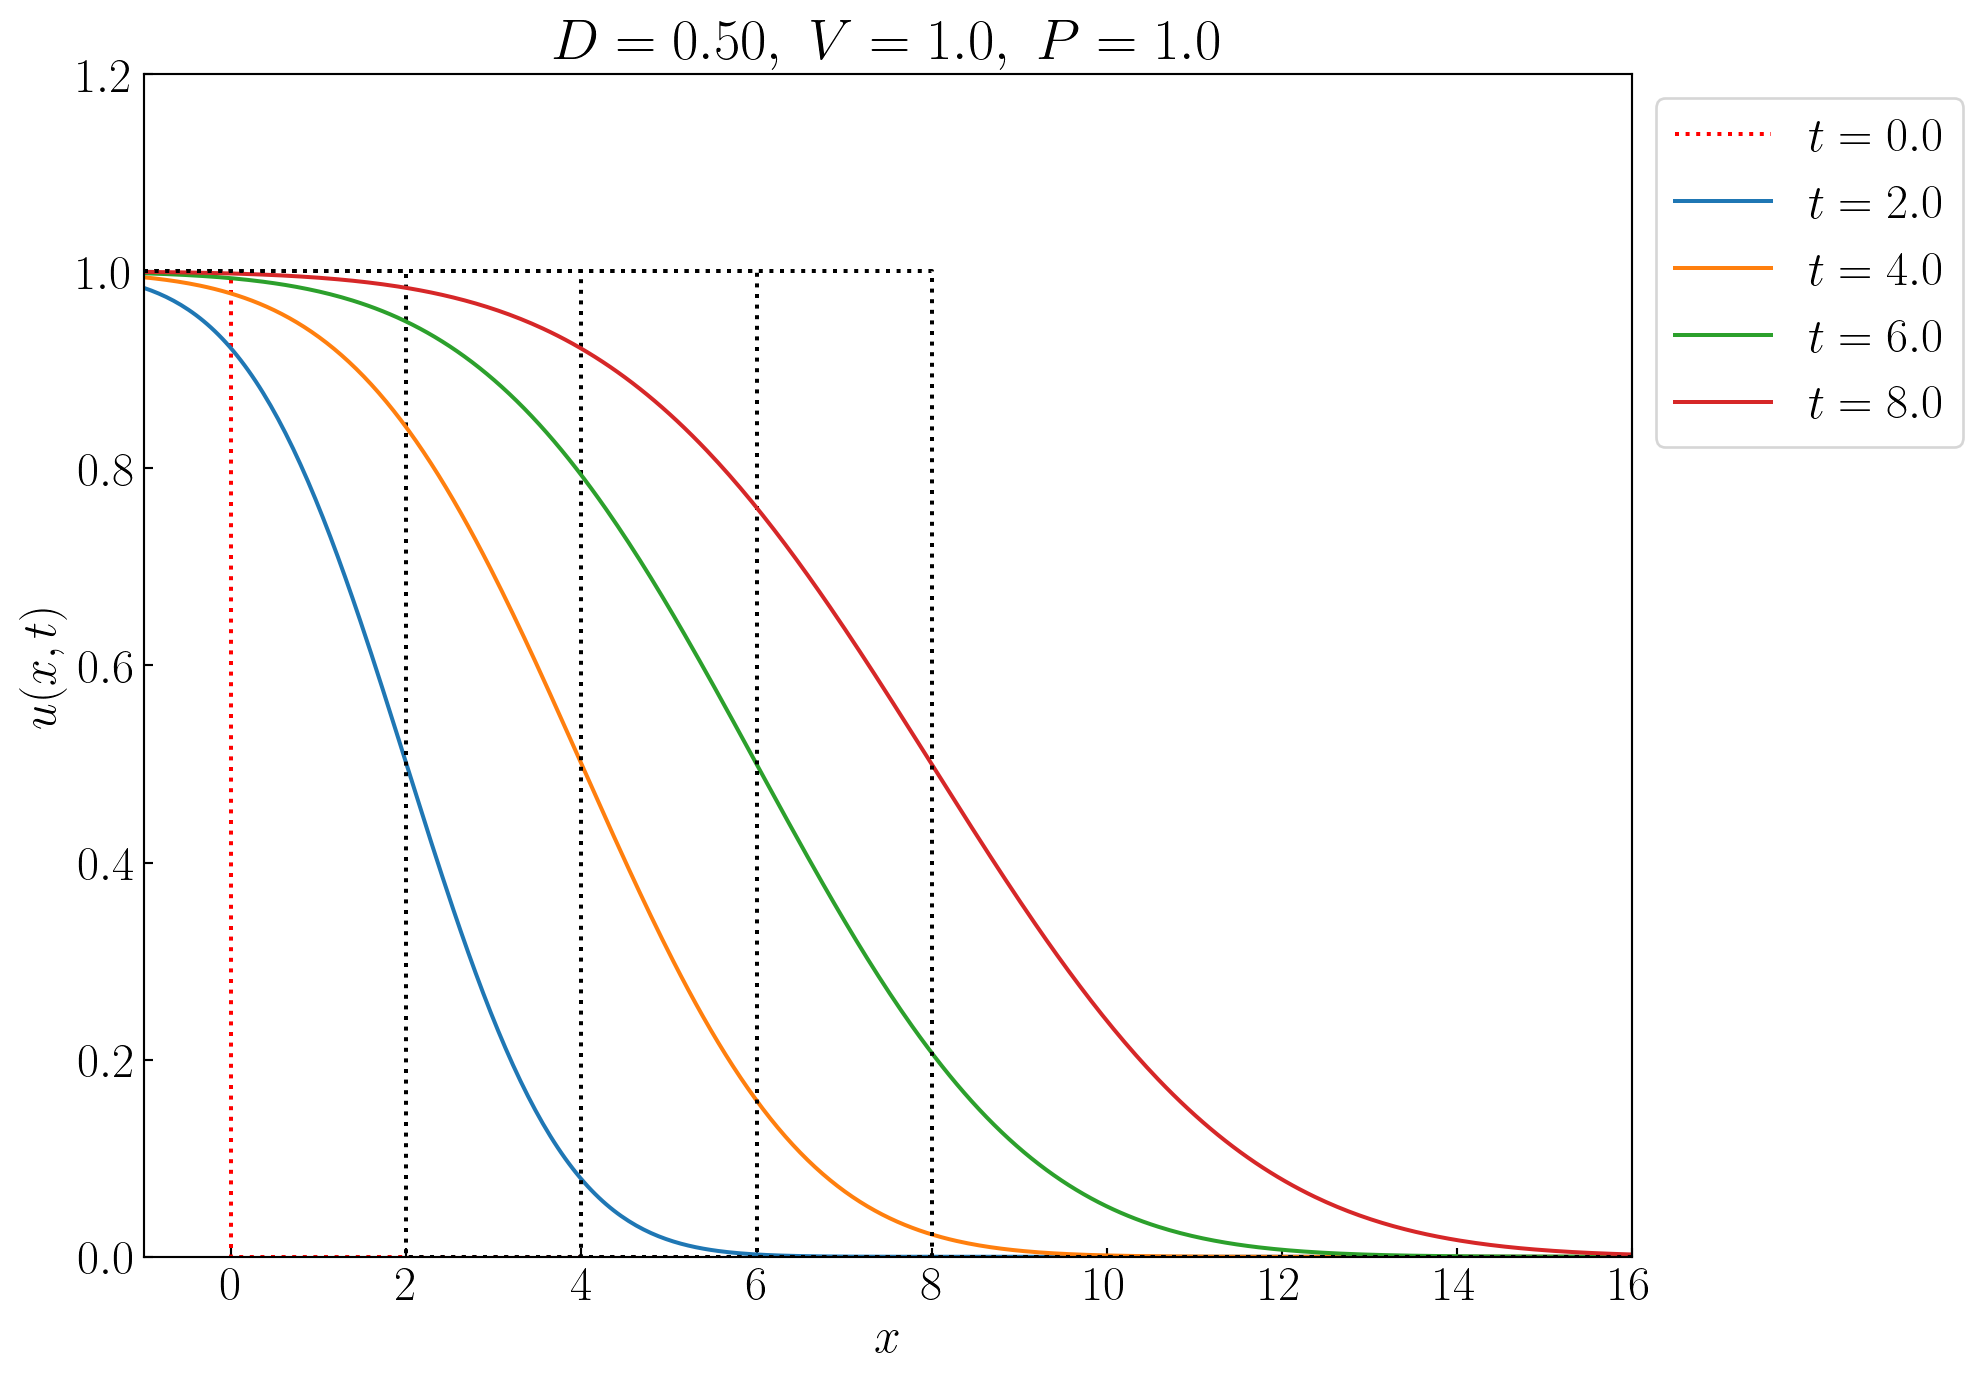 D = 0.50, V = 1.0, P = 1.0
1.2
1.0
0.8
0.6
0.4
0.2
0.0
u(x, t)
0 2 4 6 8 10 12 14 16
x
t = 0.0
t = 2.0
t = 4.0
t = 6.0
t = 8.0